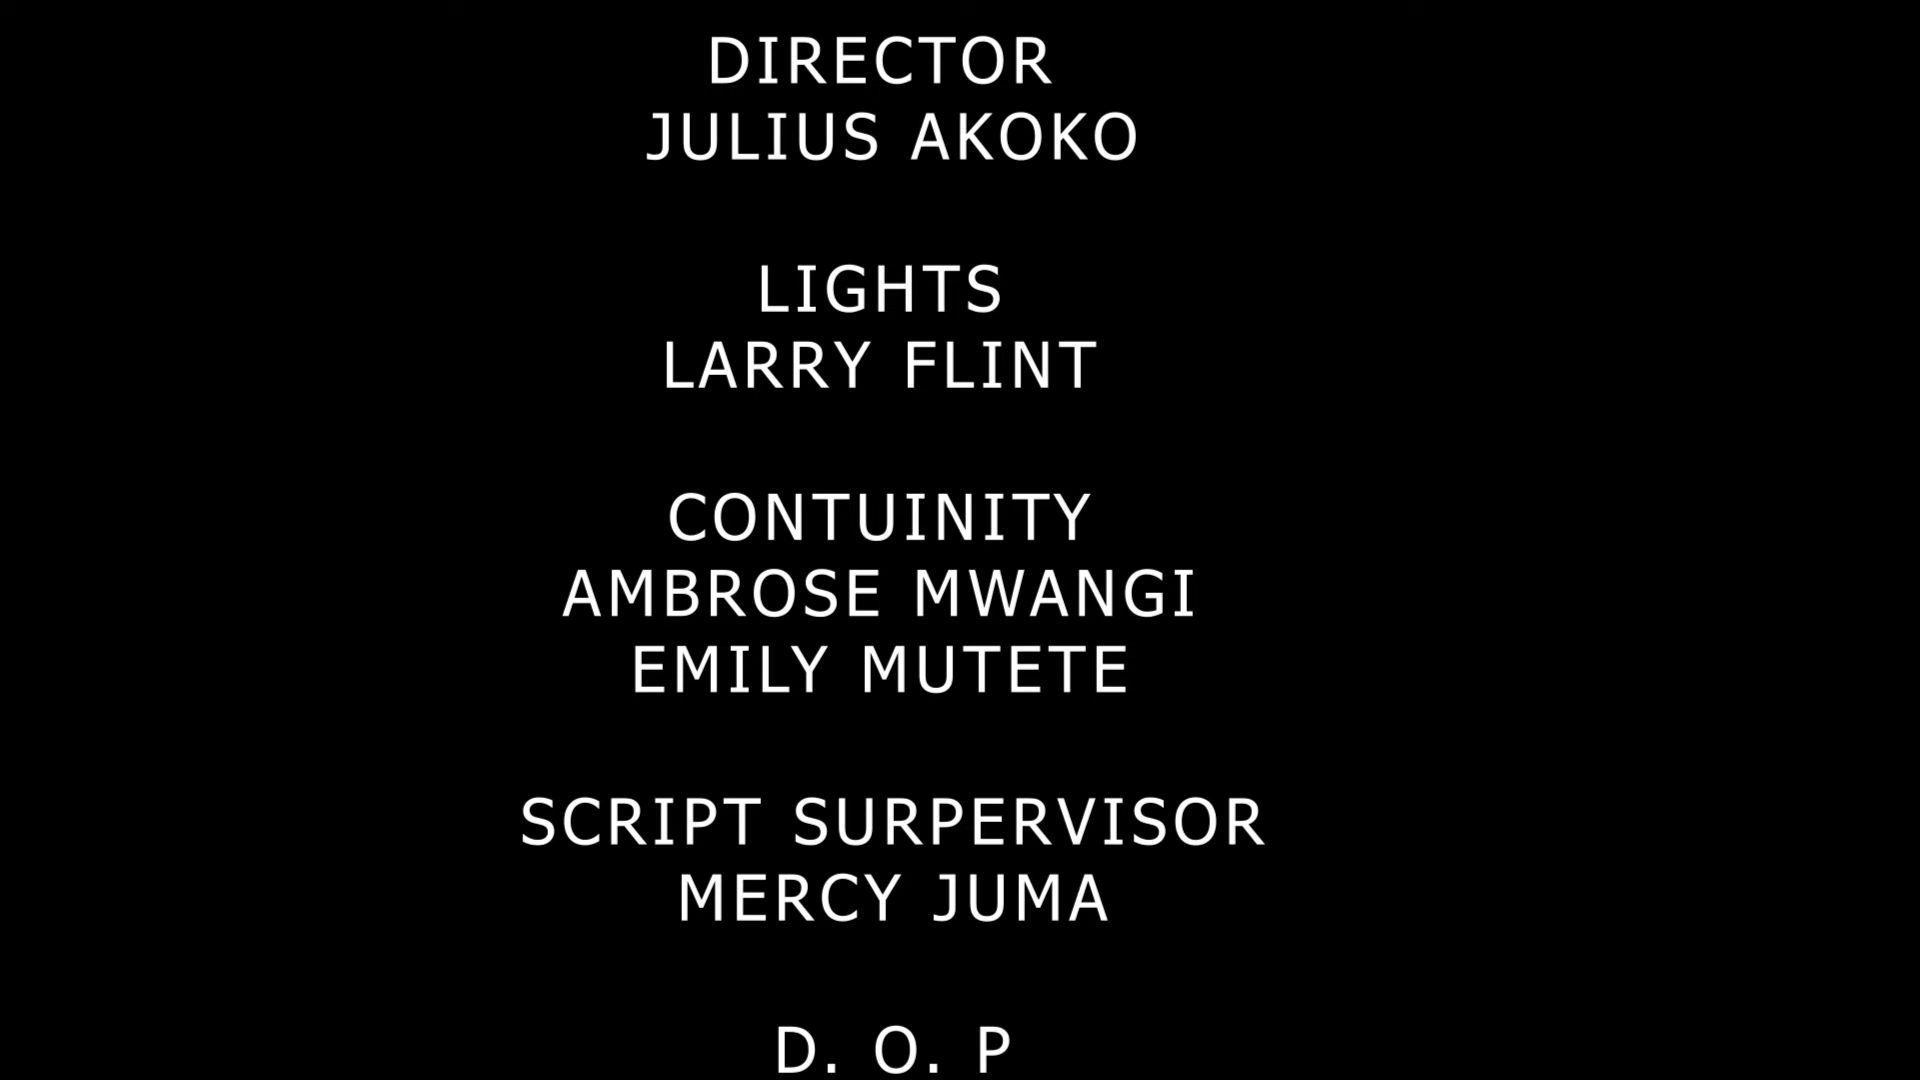 DIRECTOR
JULIUS AKOKO
LIGHTS
LARRY FLINT
CONTUINITY
AMBROSE MWANGI
EMILY MUTETE
SCRIPT SURPERVISOR
MERCY JUMA
D. O. P